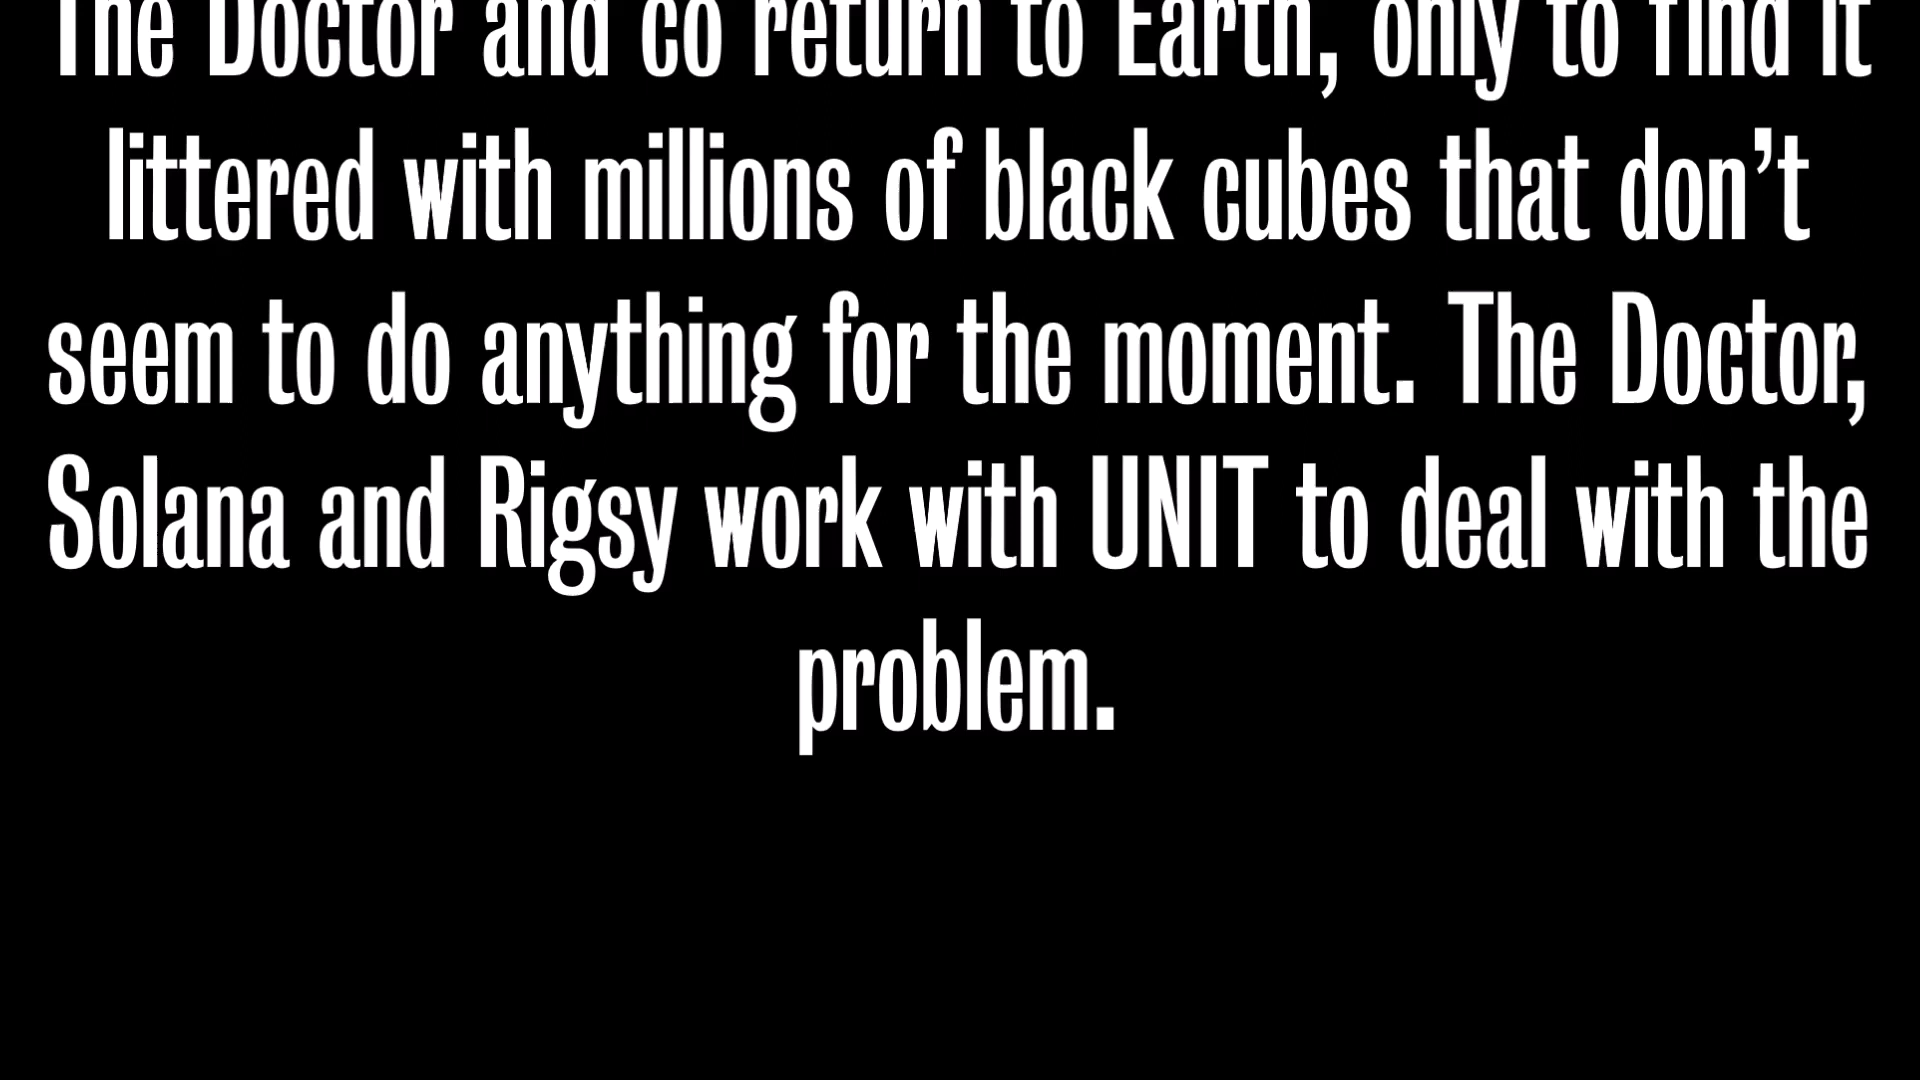 The Doctor and co return to Earth, only to find it
littered with millions of black cubes that don’t
seem to do anything for the moment. The Doctor,
Solana and Rigsy work with UNIT to deal with the
problem.